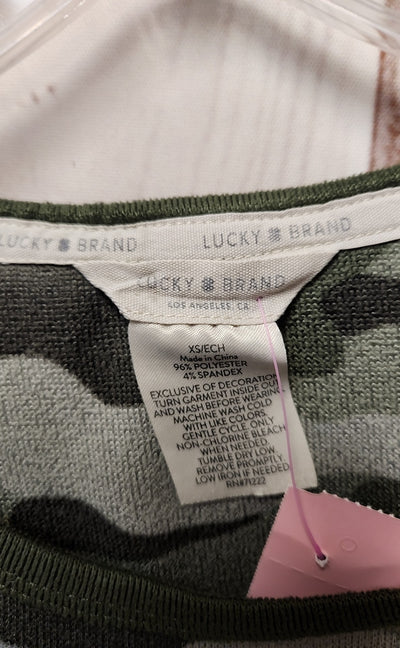 LUCKY BRAND
LUCKY BRAND
LUCKY BRAND
LOS ANGELES, CA
XS/ECH
Made in China
96% POLYESTER
4% SPANDEX
EXCLUSIVE OF DECORATION
TURN GARMENT INSIDE OUT
AND WASH BEFORE WEARING
MACHINE WASH COLD
WITH LIKE COLORS
GENTLE CYCLE. ONLY
NON-CHLORINE BLEACH
WHEN NEEDED
TUMBLE DRY LOW
REMOVE PROMPTLY
LOW IRON IF NEEDED
RN#71222